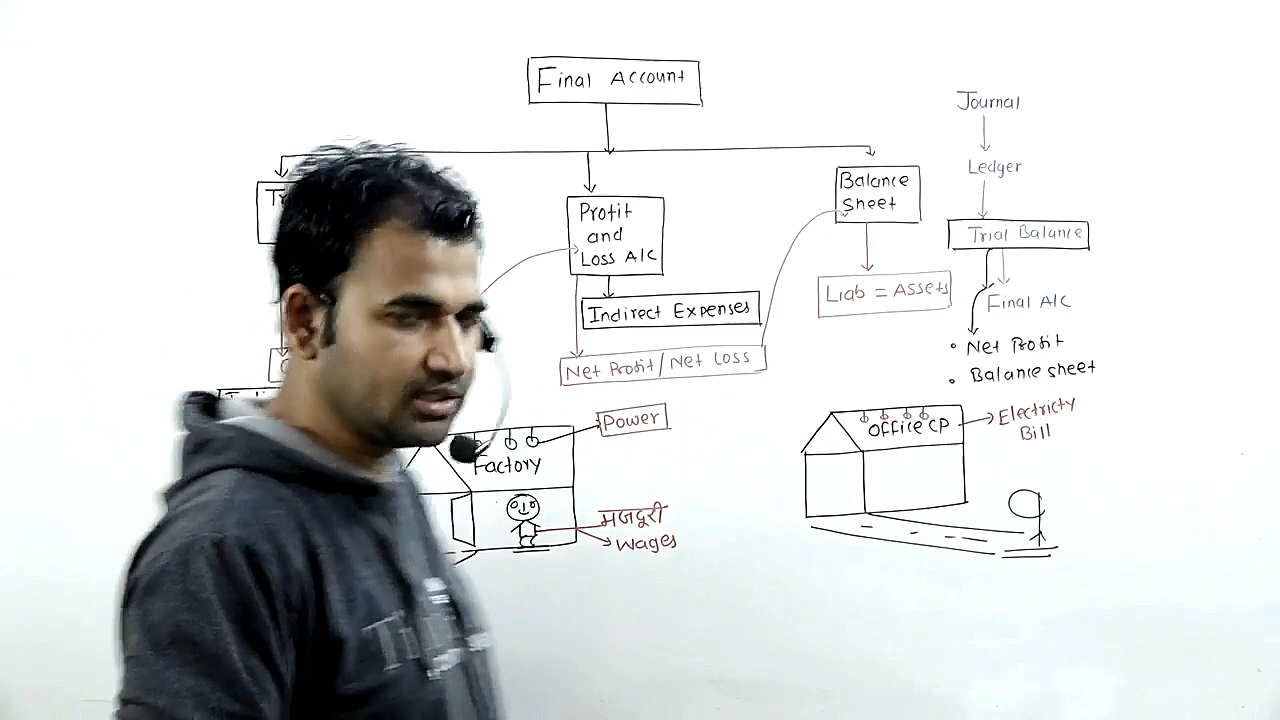 Final Account
Profit
and
Loss A/C
Indirect Expenses
Net Profit/Net Loss
Balance
Sheet
Liab = Assets
Journal
Ledger
Trial Balance
Final A/C
• Net Profit
• Balance sheet
Factory
Power
मजदूरी
Wages
Office CP
Electricty
Bill